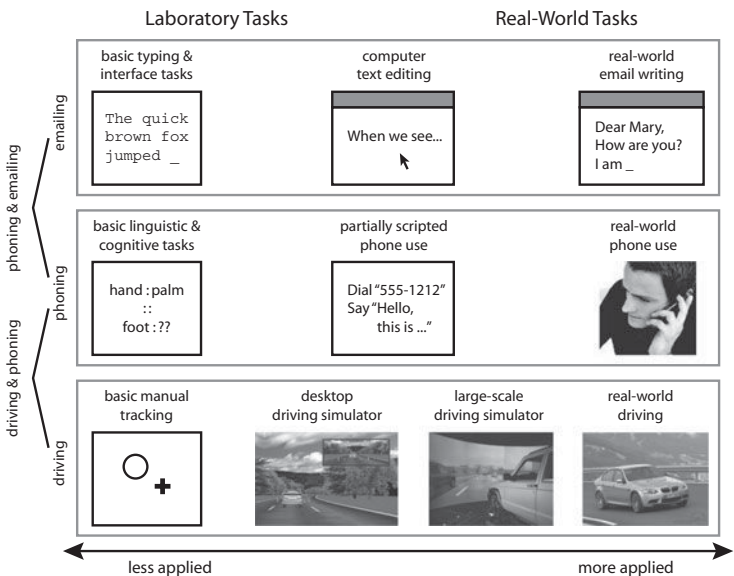 Laboratory Tasks
Real-World Tasks
phoning & emailing
driving & phoning
emailing
basic typing &
interface tasks
The quick
brown fox
jumped _
computer
text editing
When we see...
real-world
email writing
Dear Mary,
How are you?
I am _
phoning
basic linguistic &
cognitive tasks
hand : palm
::
foot : ??
partially scripted
phone use
Dial "555-1212"
Say "Hello,
this is ..."
real-world
phone use
driving
basic manual
tracking
desktop
driving simulator
large-scale
driving simulator
real-world
driving
less applied
more applied